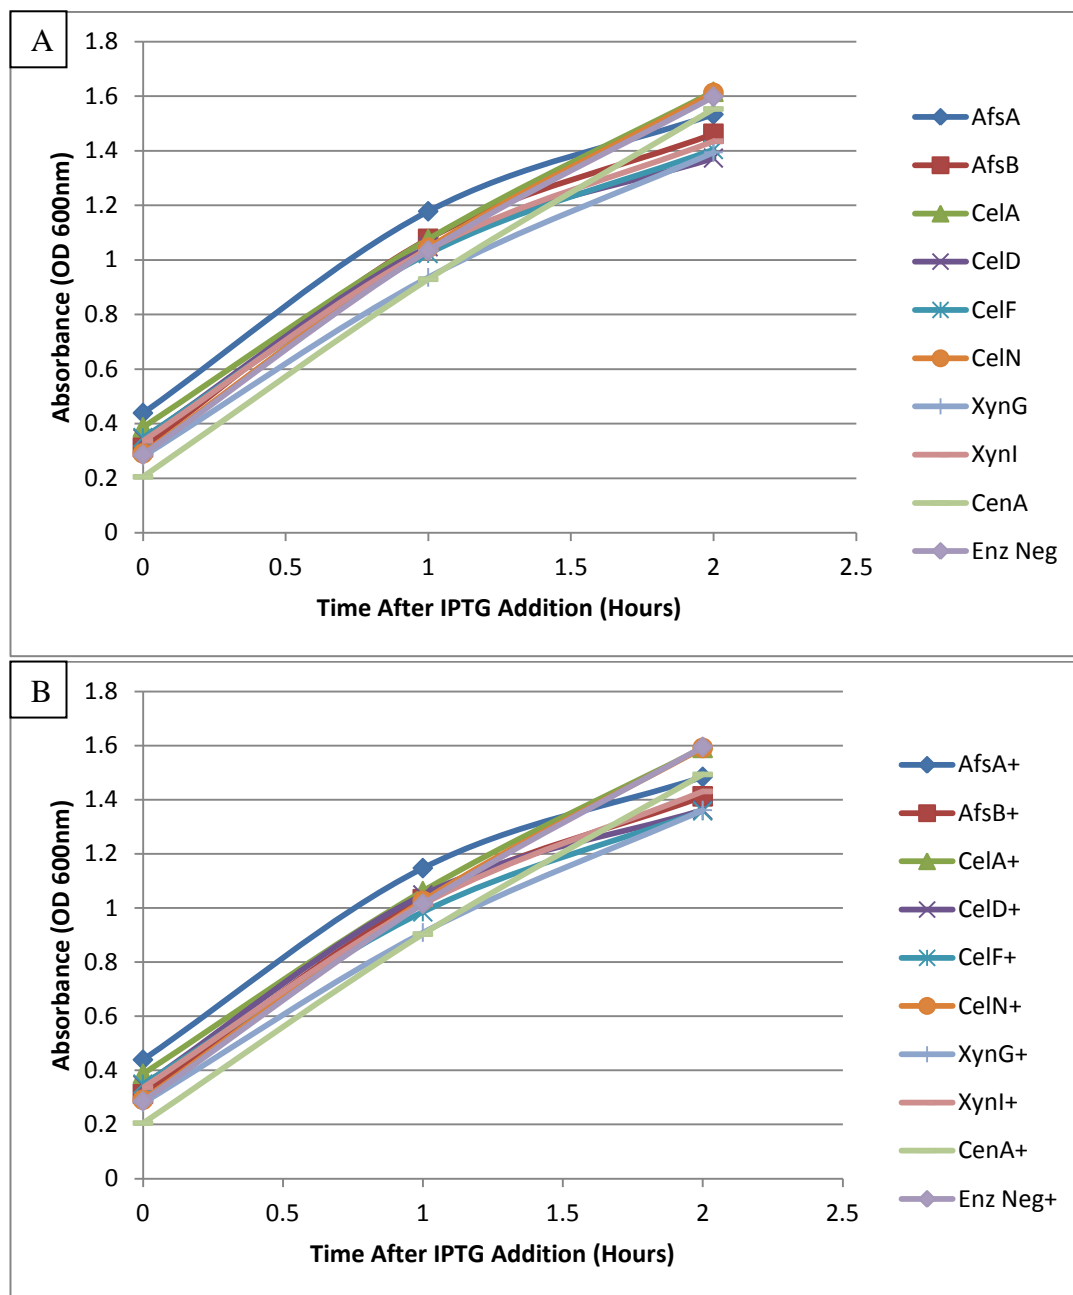 A
1.8
1.6
1.4
1.2
1
0.8
0.6
0.4
0.2
0
Absorbance (OD 600nm)
0 0.5 1 1.5 2 2.5
Time After IPTG Addition (Hours)
AfsA
AfsB
CelA
CelD
CelF
CelN
XynG
XynI
CenA
Enz Neg
B
1.8
1.6
1.4
1.2
1
0.8
0.6
0.4
0.2
0
Absorbance (OD 600nm)
0 0.5 1 1.5 2 2.5
Time After IPTG Addition (Hours)
AfsA+
AfsB+
CelA+
CelD+
CelF+
CelN+
XynG+
XynI+
CenA+
Enz Neg+